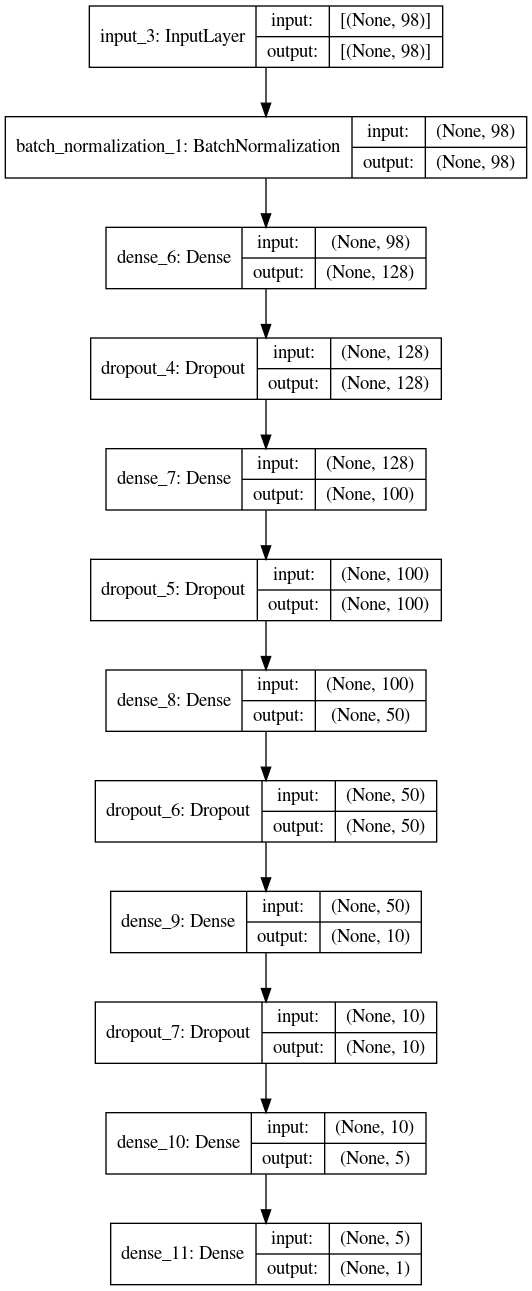 input_3: InputLayer
input: [(None, 98)]
output: [(None, 98)]
batch_normalization_1: BatchNormalization
input: (None, 98)
output: (None, 98)
dense_6: Dense
input: (None, 98)
output: (None, 128)
dropout_4: Dropout
input: (None, 128)
output: (None, 128)
dense_7: Dense
input: (None, 128)
output: (None, 100)
dropout_5: Dropout
input: (None, 100)
output: (None, 100)
dense_8: Dense
input: (None, 100)
output: (None, 50)
dropout_6: Dropout
input: (None, 50)
output: (None, 50)
dense_9: Dense
input: (None, 50)
output: (None, 10)
dropout_7: Dropout
input: (None, 10)
output: (None, 10)
dense_10: Dense
input: (None, 10)
output: (None, 5)
dense_11: Dense
input: (None, 5)
output: (None, 1)